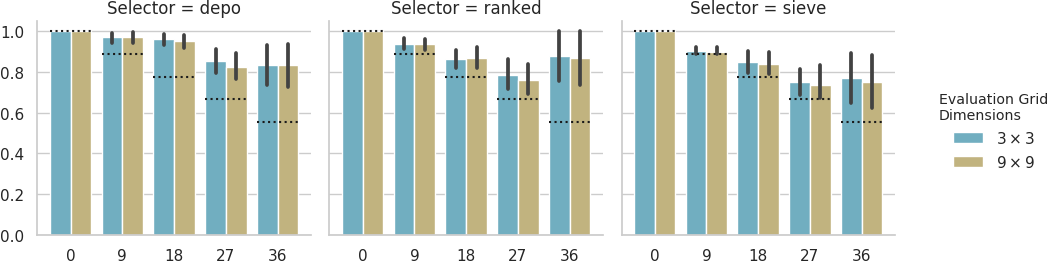 Selector = depo
Selector = ranked
Selector = sieve
1.0
0.8
0.6
0.4
0.2
0.0
0 9 18 27 36
0 9 18 27 36
0 9 18 27 36
Evaluation Grid
Dimensions
3 × 3
9 × 9